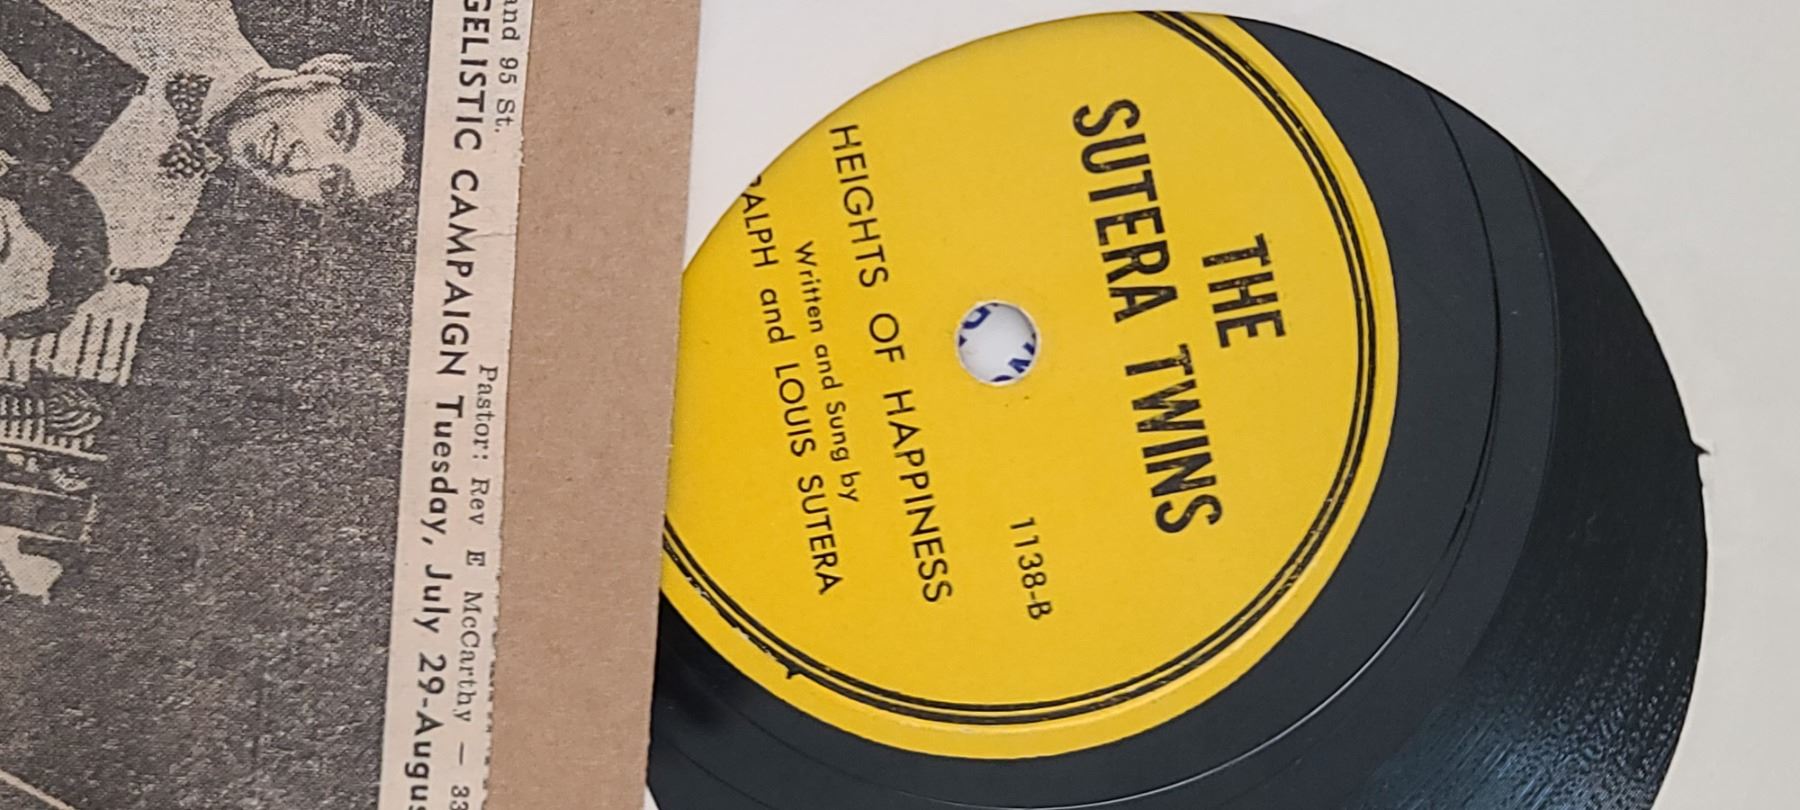 and 95 St.
GELISTIC CAMPAIGN Tuesday, July 29-Augus
Pastor: Rev E McCarthy — 33
THE
SUTERA TWINS
1138-B
HEIGHTS OF HAPPINESS
Written and Sung by
RALPH and LOUIS SUTERA